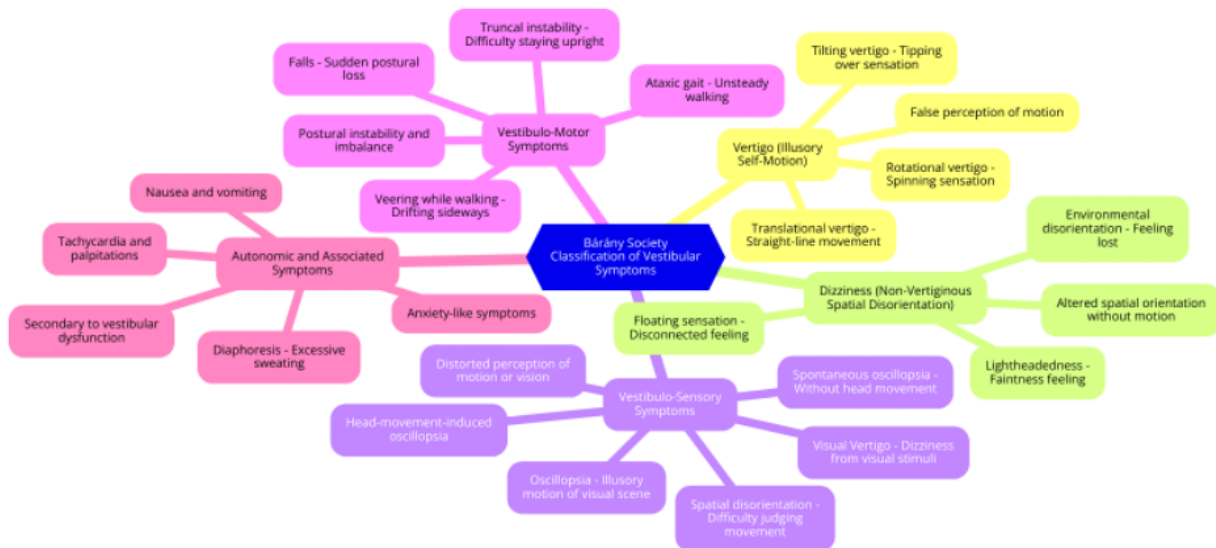 Bárány Society
Classification of Vestibular
Symptoms
Vestibulo-Motor
Symptoms
Truncal instability -
Difficulty staying upright
Falls - Sudden postural
loss
Ataxic gait - Unsteady
walking
Postural instability and
imbalance
Veering while walking -
Drifting sideways
Vertigo (Illusory
Self-Motion)
Tilting vertigo - Tipping
over sensation
False perception of motion
Rotational vertigo -
Spinning sensation
Translational vertigo -
Straight-line movement
Dizziness (Non-Vertiginous
Spatial Disorientation)
Environmental
disorientation - Feeling
lost
Altered spatial orientation
without motion
Lightheadedness -
Faintness feeling
Floating sensation -
Disconnected feeling
Vestibulo-Sensory
Symptoms
Spontaneous oscillopsia -
Without head movement
Visual Vertigo - Dizziness
from visual stimuli
Spatial disorientation -
Difficulty judging
movement
Oscillopsia - Illusory
motion of visual scene
Head-movement-induced
oscillopsia
Distorted perception of
motion or vision
Autonomic and Associated
Symptoms
Nausea and vomiting
Tachycardia and
palpitations
Secondary to vestibular
dysfunction
Diaphoresis - Excessive
sweating
Anxiety-like symptoms